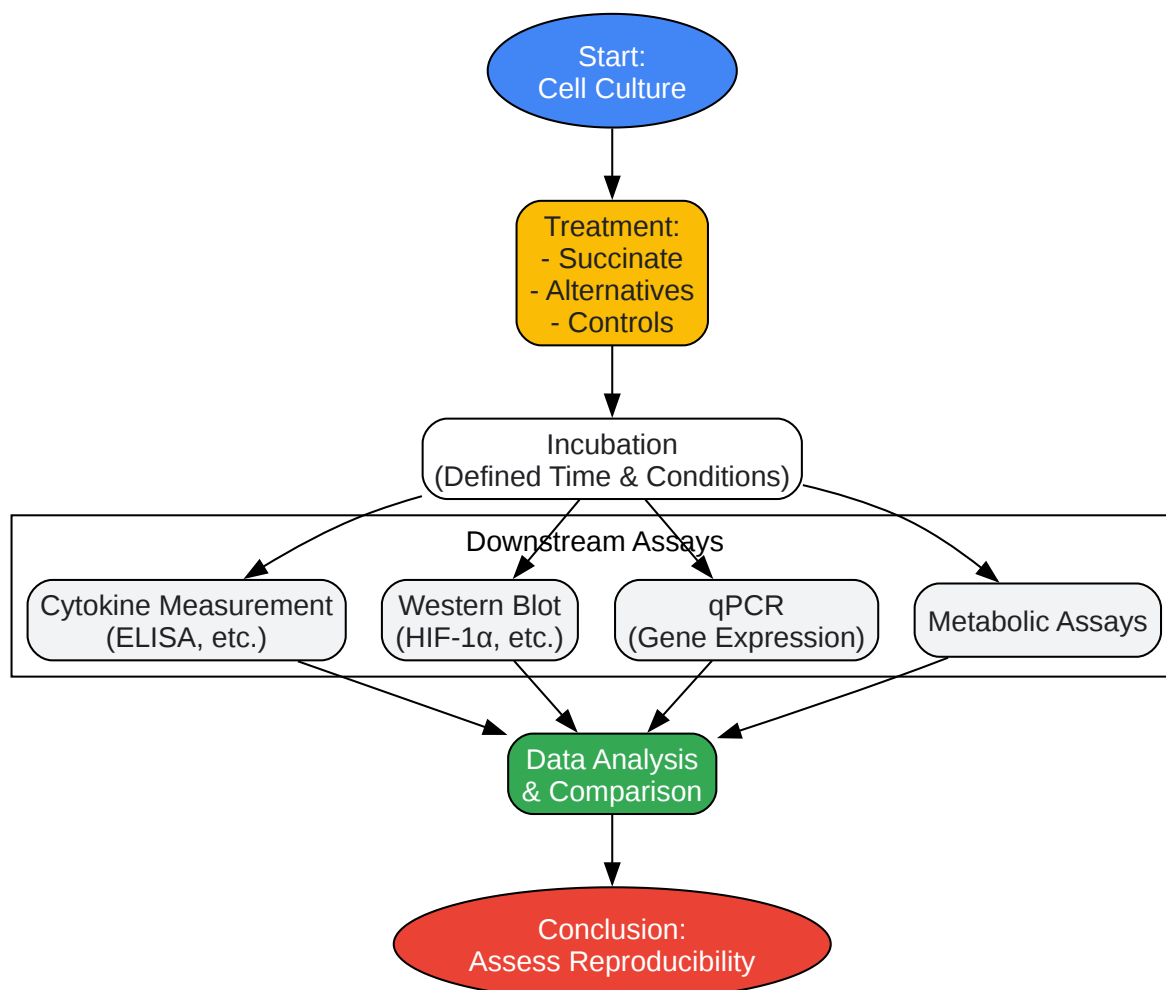 Start:
Cell Culture
Treatment:
- Succinate
- Alternatives
- Controls
Incubation
(Defined Time & Conditions)
Downstream Assays
Cytokine Measurement
(ELISA, etc.)
Western Blot
(HIF-1α, etc.)
qPCR
(Gene Expression)
Metabolic Assays
Data Analysis
& Comparison
Conclusion:
Assess Reproducibility